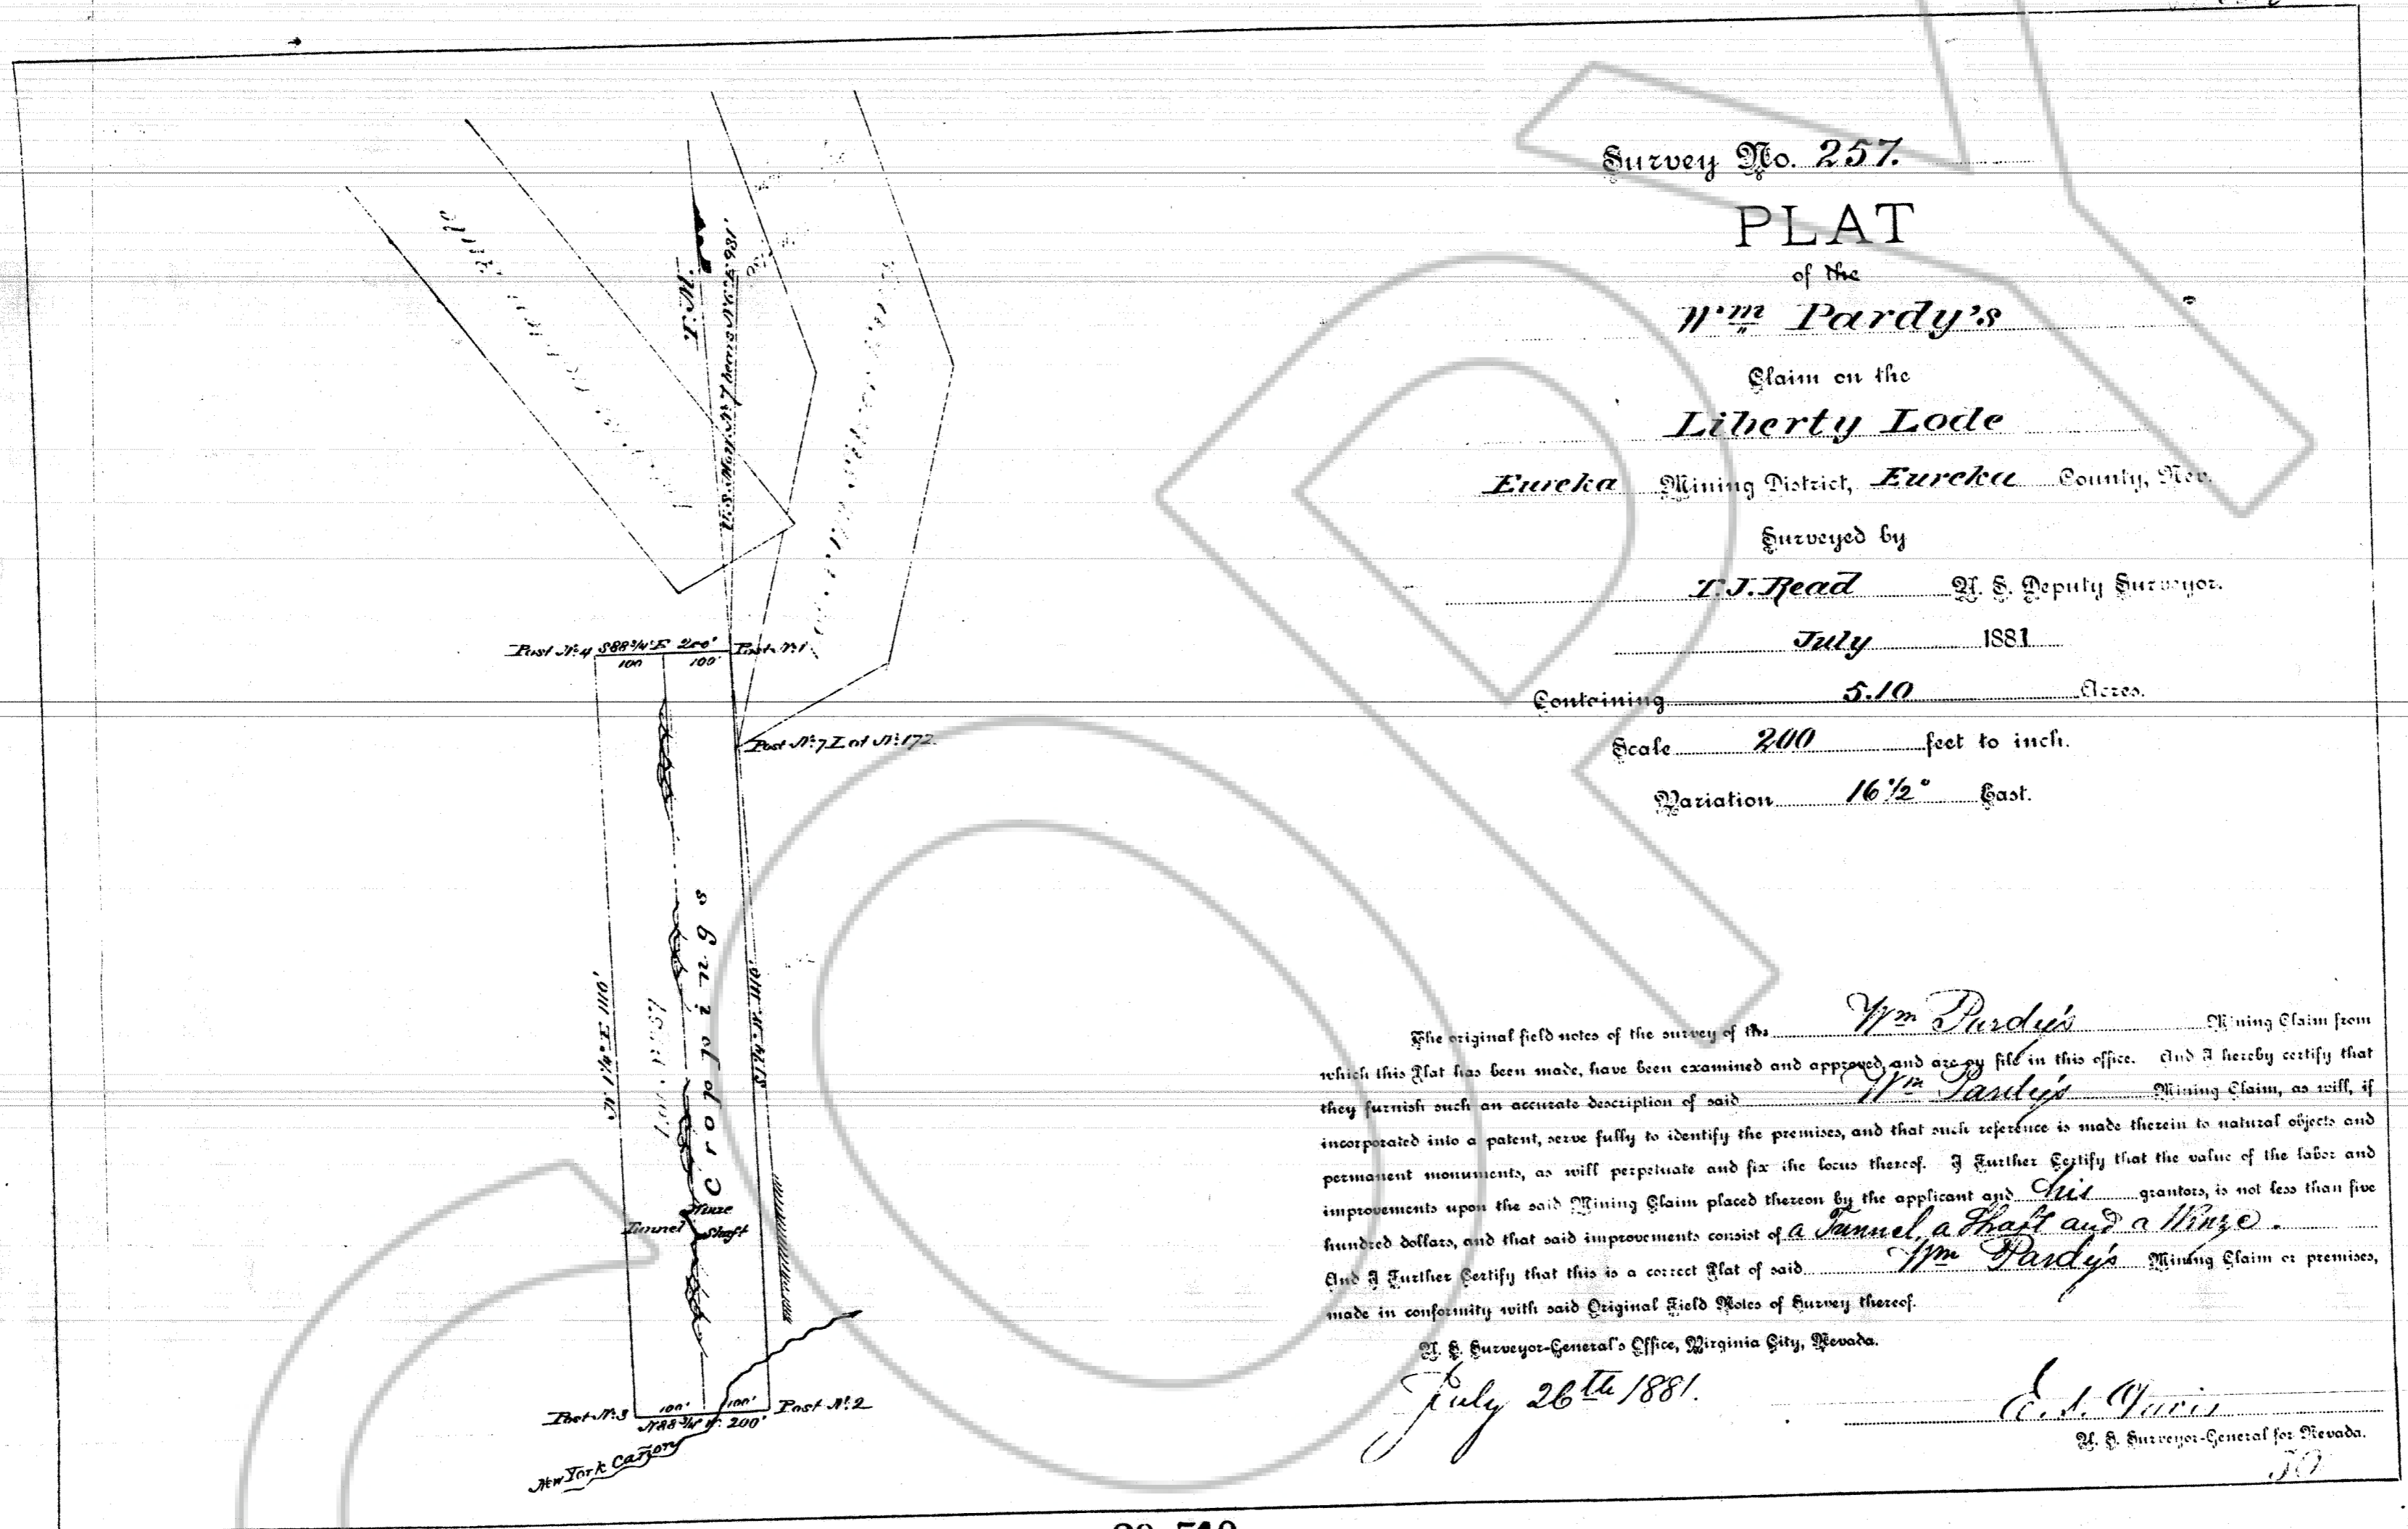 Survey No. 257.
PLAT
of the
Wm Pardy's
Claim on the
Liberty Lode
Eureka Mining District, Eureka County, Nev.
Surveyed by
T.J. Read U. S. Deputy Surveyor.
July 1881
Containing 5.10 Acres.
Scale 200 feet to inch.
Variation 16 1/2° East.
The original field notes of the survey of the Wm Pardy's Mining Claim from
which this Plat has been made, have been examined and approved, and are on file in this office. And I hereby certify that
they furnish such an accurate description of said Wm Pardy's Mining Claim, as will, if
incorporated into a patent, serve fully to identify the premises, and that such reference is made therein to natural objects and
permanent monuments, as will perpetuate and fix the locus thereof. I Further Certify that the value of the labor and
improvements upon the said Mining Claim placed thereon by the applicant and his grantors, is not less than five
hundred dollars, and that said improvements consist of a Tunnel, a Shaft and a Winze.
And I Further Certify that this is a correct Plat of said Wm Pardy's Mining Claim or premises,
made in conformity with said Original Field Notes of Survey thereof.
U. S. Surveyor-General's Office, Virginia City, Nevada.
July 26th 1881.
U. S. Surveyor-General for Nevada.
T.M.
Post No. 4 S 88 3/4° E 200' Post No. 1
100 100'
Post No. 7 Lot No. 172.
Croppings
N 1 1/4° E 1110'
S 1 1/4° W 1110'
Winze
Tunnel Shaft
Post No. 3 100' 100' Post No. 2
N 88 3/4° W 200'
New York Cañon
COPY